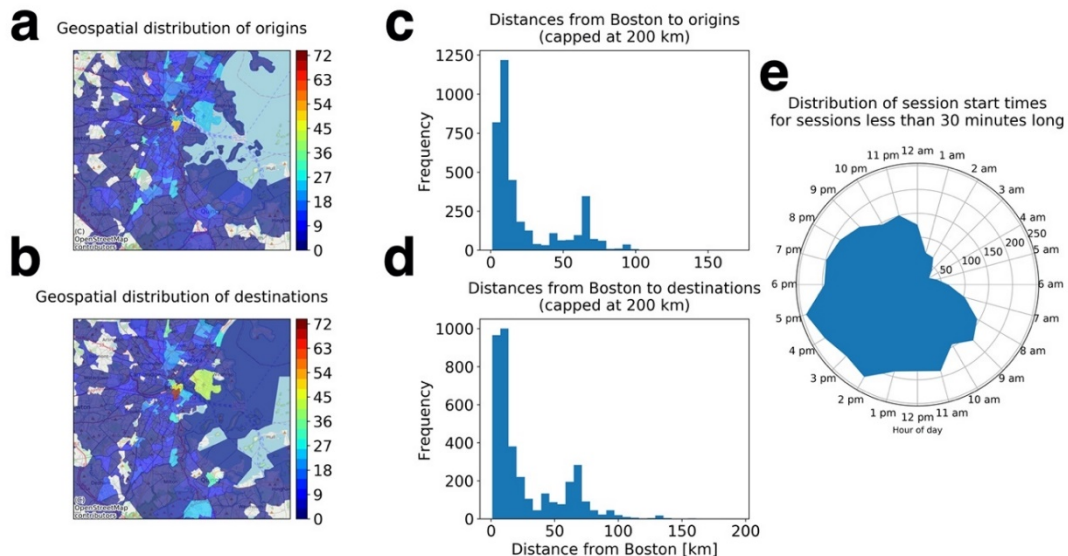 a
Geospatial distribution of origins
72
63
54
45
36
27
18
9
0
(C)
OpenStreetMap
contributors
b
Geospatial distribution of destinations
72
63
54
45
36
27
18
9
0
OpenStreetMap
contributors
c
Distances from Boston to origins
(capped at 200 km)
Frequency
1250
1000
750
500
250
0
0
50
100
150
d
Distances from Boston to destinations
(capped at 200 km)
Frequency
1000
800
600
400
200
0
0
50
100
150
200
Distance from Boston [km]
e
Distribution of session start times
for sessions less than 30 minutes long
12 am
1 am
2 am
3 am
4 am
5 am
6 am
7 am
8 am
9 am
10 am
11 am
12 pm
1 pm
2 pm
3 pm
4 pm
5 pm
6 pm
7 pm
8 pm
9 pm
10 pm
11 pm
50
100
150
200
250
Hour of day